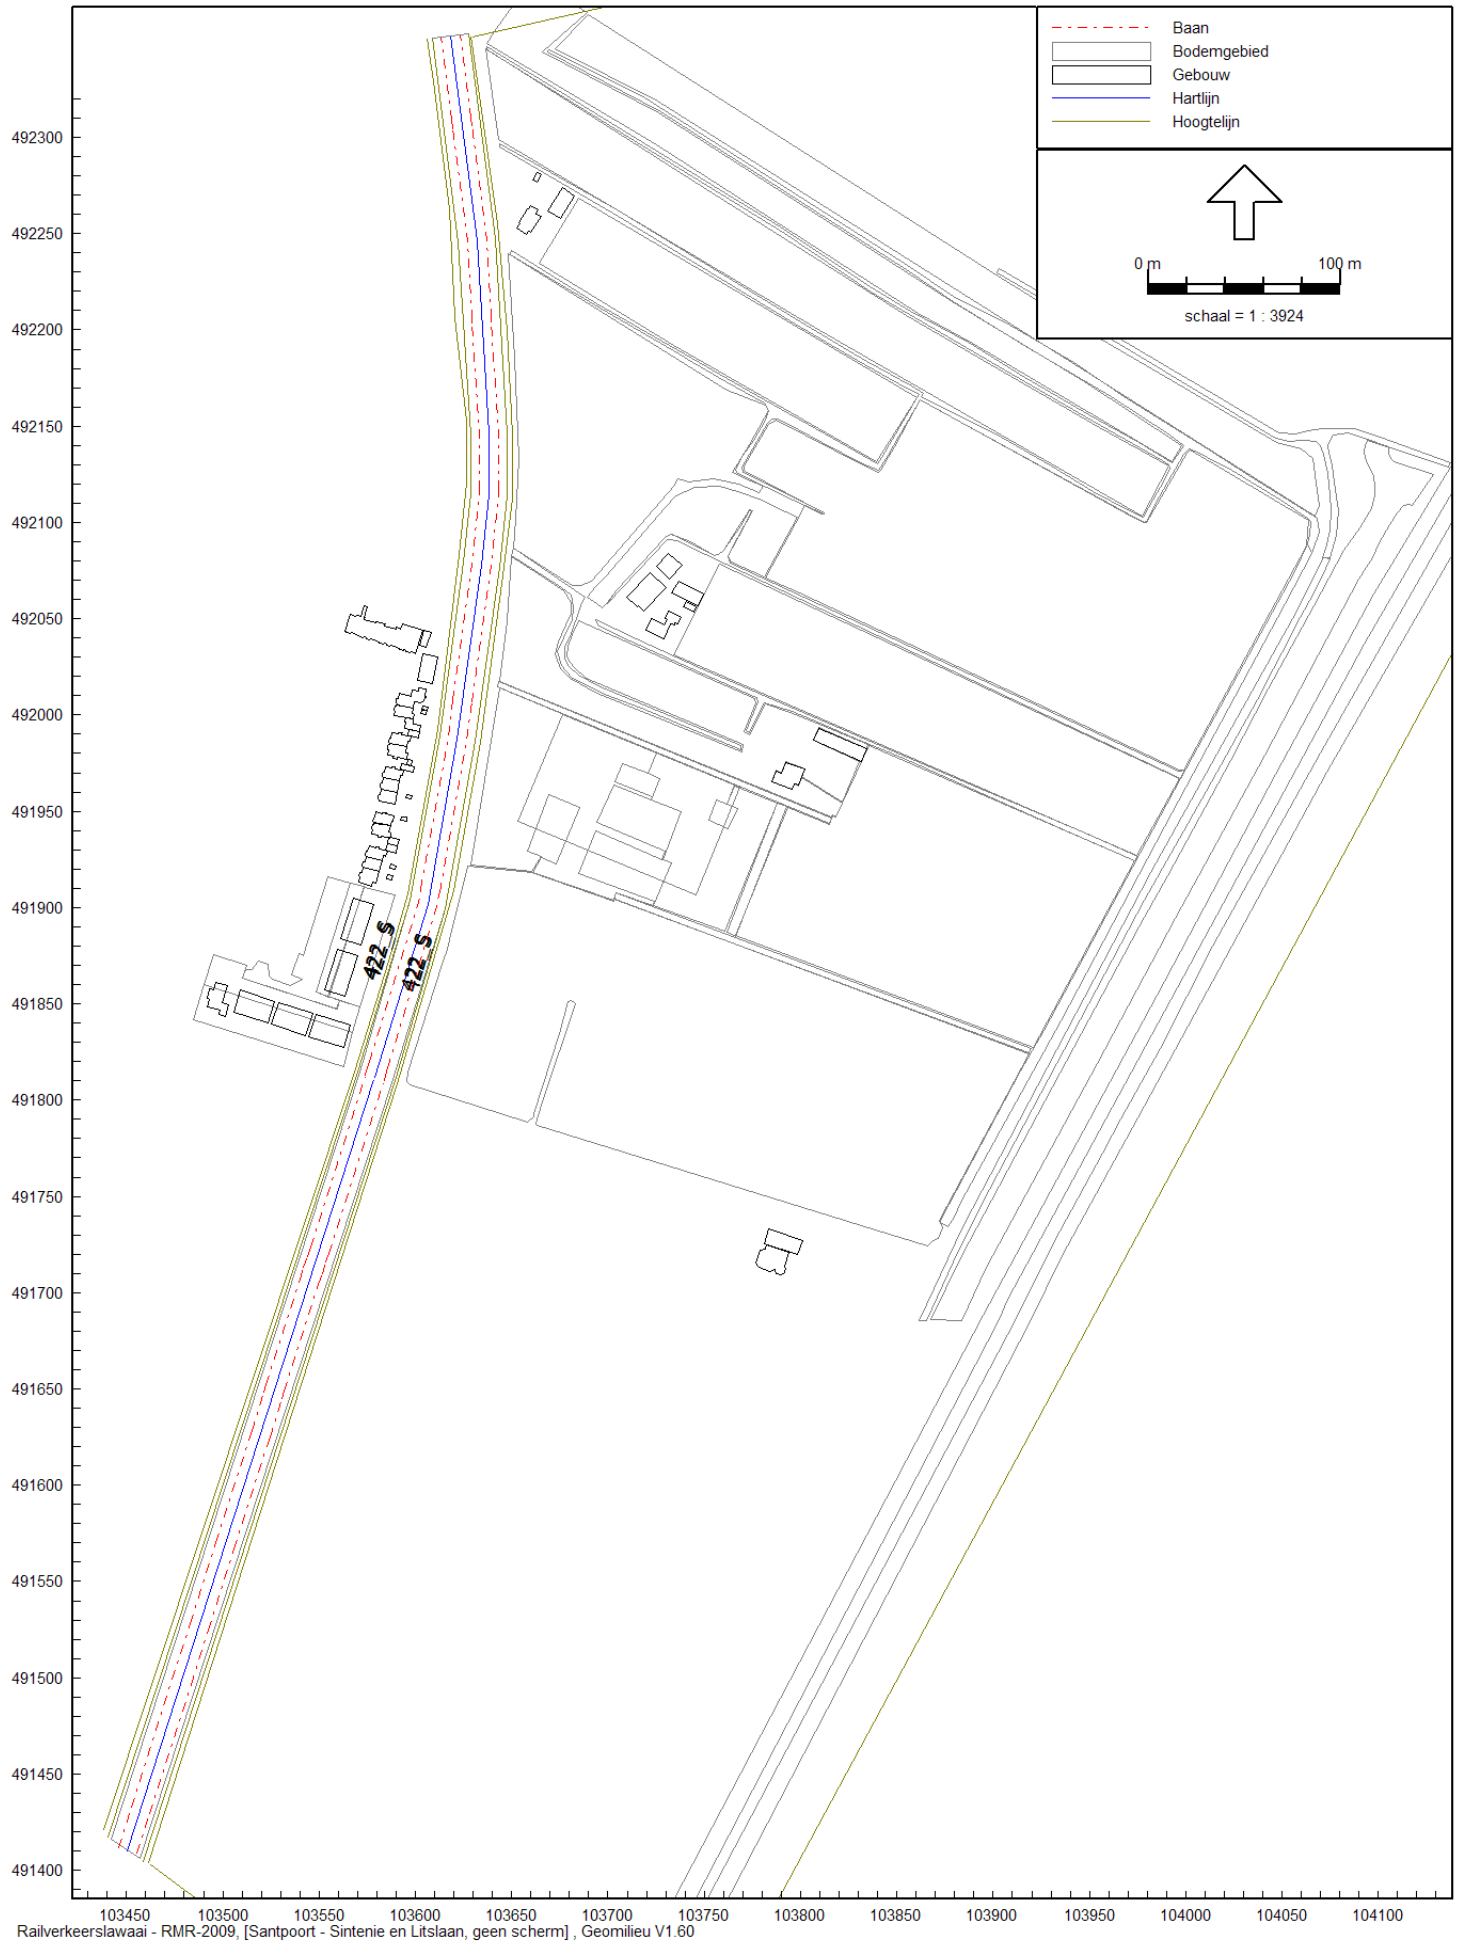 Baan
Bodemgebied
Gebouw
Hartlijn
Hoogtelijn
0 m 100 m
schaal = 1 : 3924
492300
492250
492200
492150
492100
492050
492000
491950
491900
491850
491800
491750
491700
491650
491600
491550
491500
491450
491400
422_S
422_S
103450 103500 103550 103600 103650 103700 103750 103800 103850 103900 103950 104000 104050 104100
Railverkeerslawaai - RMR-2009, [Santpoort - Sintenie en Litslaan, geen scherm] , Geomilieu V1.60